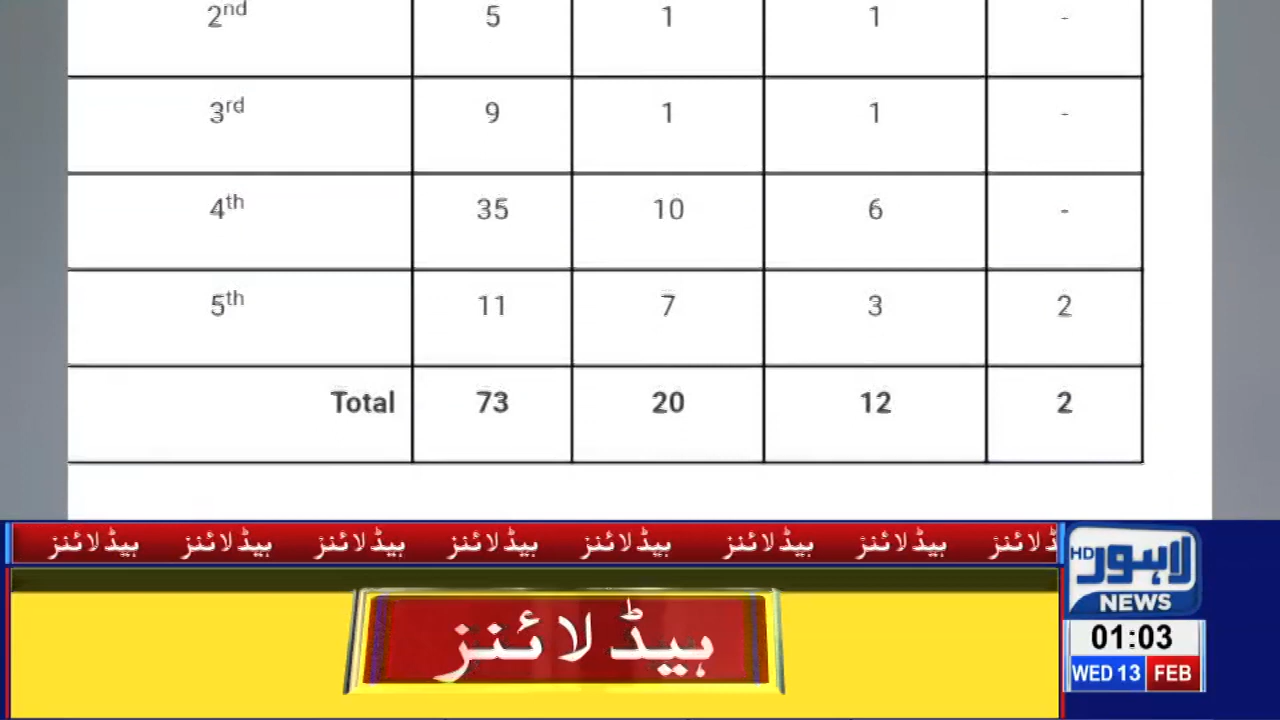 2nd 5 1 1 -
3rd 9 1 1 -
4th 35 10 6 -
5th 11 7 3 2
Total 73 20 12 2
ہیڈلائنز ہیڈلائنز ہیڈلائنز ہیڈلائنز ہیڈلائنز ہیڈلائنز ہیڈلائنز ڈلائنز
HD لاہور
NEWS
ہیڈلائنز
01:03
WED 13 FEB